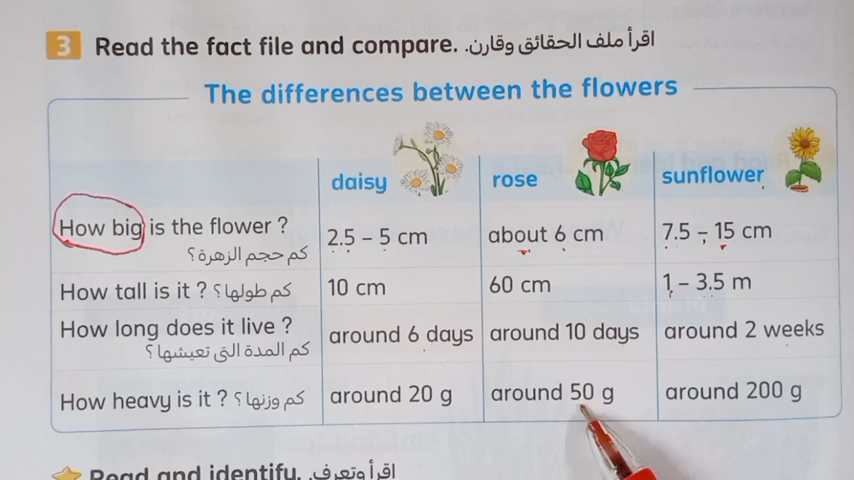 3 Read the fact file and compare. اقرأ ملف الحقائق وقارن.
The differences between the flowers
daisy rose sunflower
How big is the flower ? 2.5 – 5 cm about 6 cm 7.5 – 15 cm
كم حجم الزهرة؟
How tall is it ? كم طولها؟ 10 cm 60 cm 1 – 3.5 m
How long does it live ? around 6 days around 10 days around 2 weeks
كم المدة التى تعيشها؟
How heavy is it ? كم وزنها؟ around 20 g around 50 g around 200 g
Read and identify. اقرأ وتعرف.